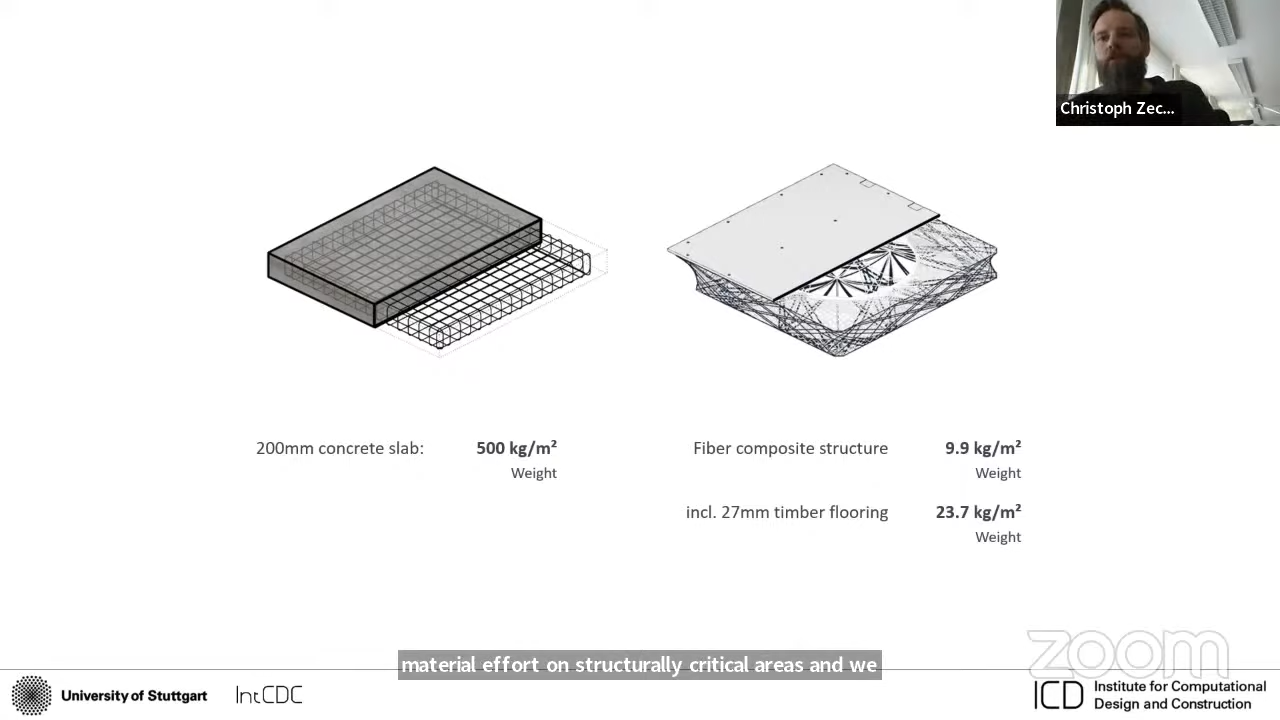 Christoph Zec...
200mm concrete slab:
500 kg/m²
Weight
Fiber composite structure
9.9 kg/m²
Weight
incl. 27mm timber flooring
23.7 kg/m²
Weight
zoom
material effort on structurally critical areas and we
University of Stuttgart
IntCDC
ICD
Institute for Computational
Design and Construction